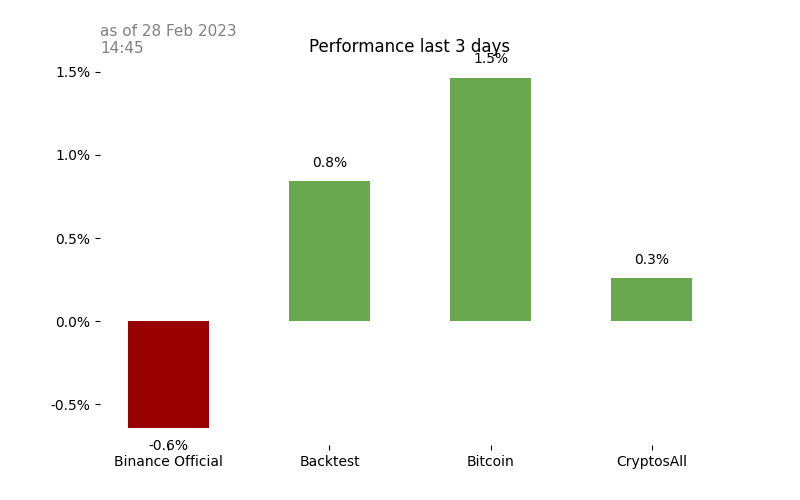 as of 28 Feb 2023
14:45
Performance last 3 days
1.5%
1.5%
1.0%
0.8%
0.5%
0.3%
0.0%
-0.5%
-0.6%
Binance Official
Backtest
Bitcoin
CryptosAll